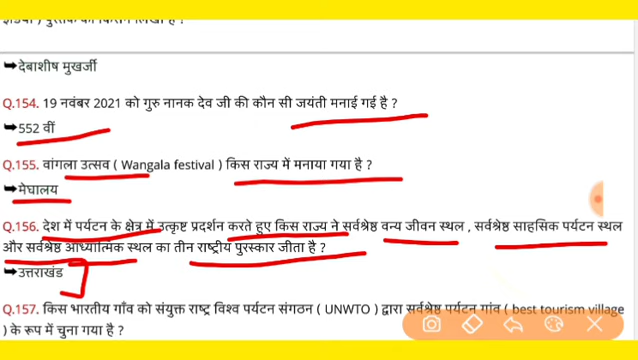 ➥देबाशीष मुखर्जी
Q.154. 19 नवंबर 2021 को गुरु नानक देव जी की कौन सी जयंती मनाई गई है ?
➥552 वीं
Q.155. वांगला उत्सव ( Wangala festival ) किस राज्य में मनाया गया है ?
➥मेघालय
Q.156. देश में पर्यटन के क्षेत्र में उत्कृष्ट प्रदर्शन करते हुए किस राज्य ने सर्वश्रेष्ठ वन्य जीवन स्थल , सर्वश्रेष्ठ साहसिक पर्यटन स्थल
और सर्वश्रेष्ठ आध्यात्मिक स्थल का तीन राष्ट्रीय पुरस्कार जीता है ?
➥उत्तराखंड
Q.157. किस भारतीय गाँव को संयुक्त राष्ट्र विश्व पर्यटन संगठन ( UNWTO ) द्वारा सर्वश्रेष्ठ पर्यटन गांव ( best tourism village
) के रूप में चुना गया है ?